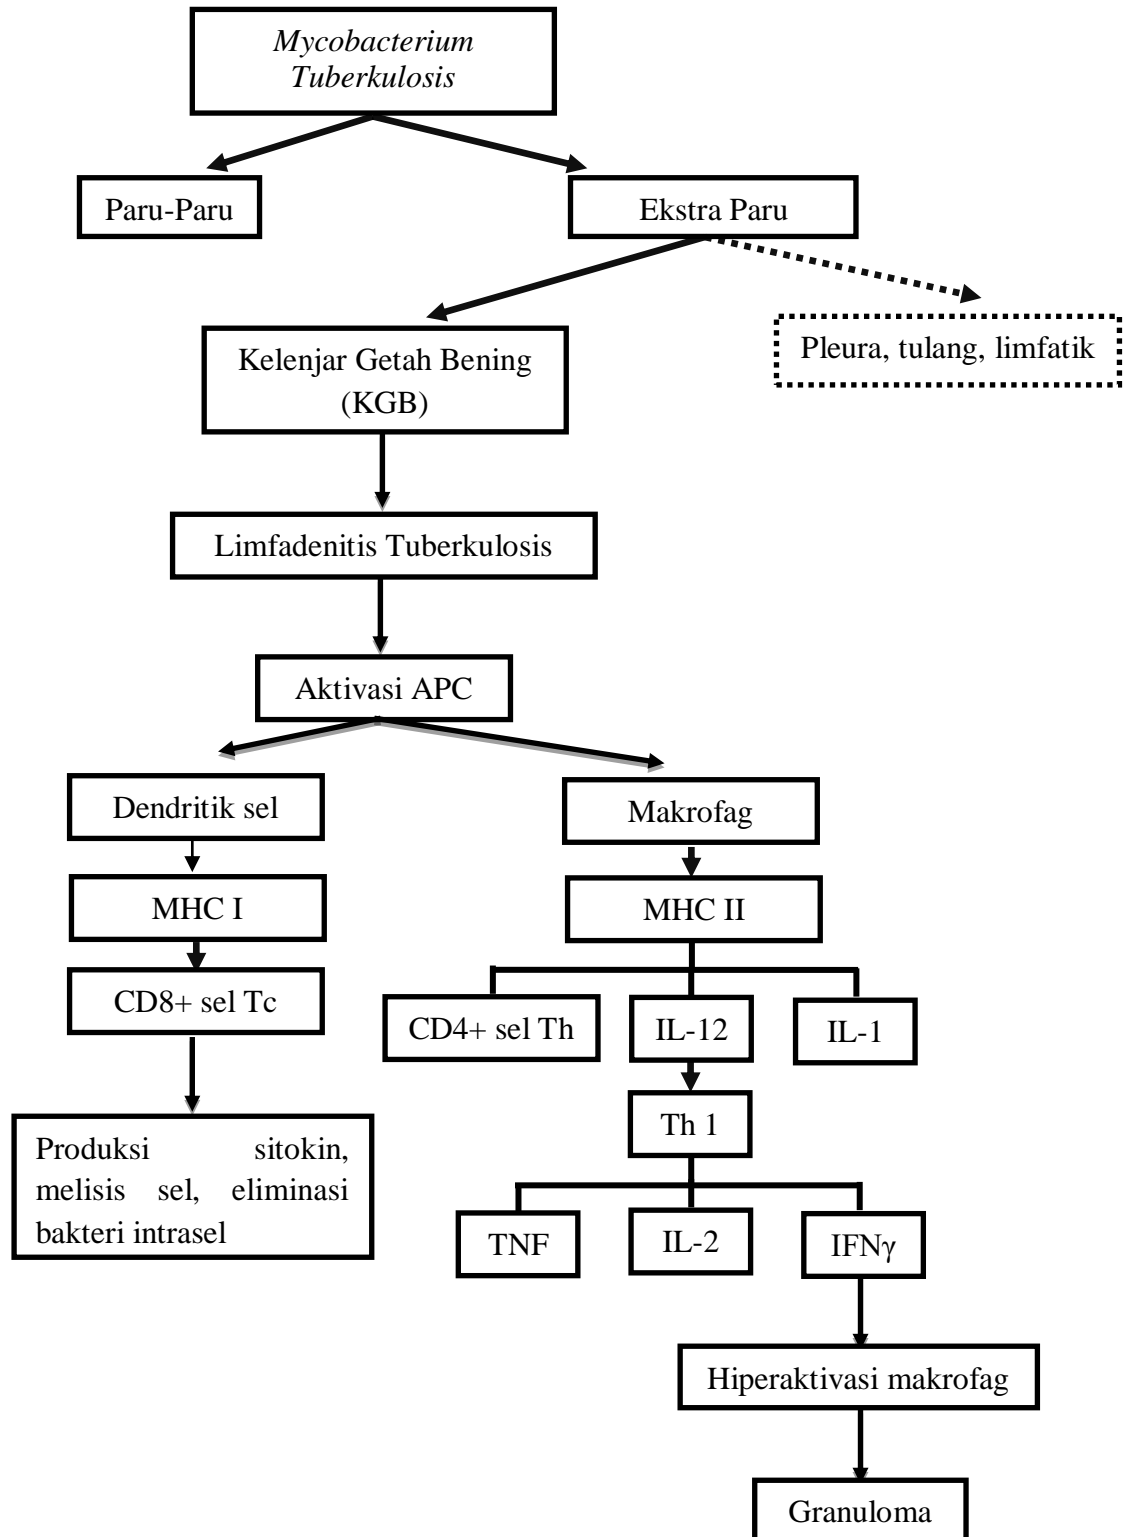 Mycobacterium
Tuberkulosis
Paru-Paru
Ekstra Paru
Pleura, tulang, limfatik
Kelenjar Getah Bening
(KGB)
Limfadenitis Tuberkulosis
Aktivasi APC
Dendritik sel
Makrofag
MHC I
MHC II
CD8+ sel Tc
CD4+ sel Th
IL-12
IL-1
Th 1
Produksi sitokin,
melisis sel, eliminasi
bakteri intrasel
TNF
IL-2
IFNγ
Hiperaktivasi makrofag
Granuloma